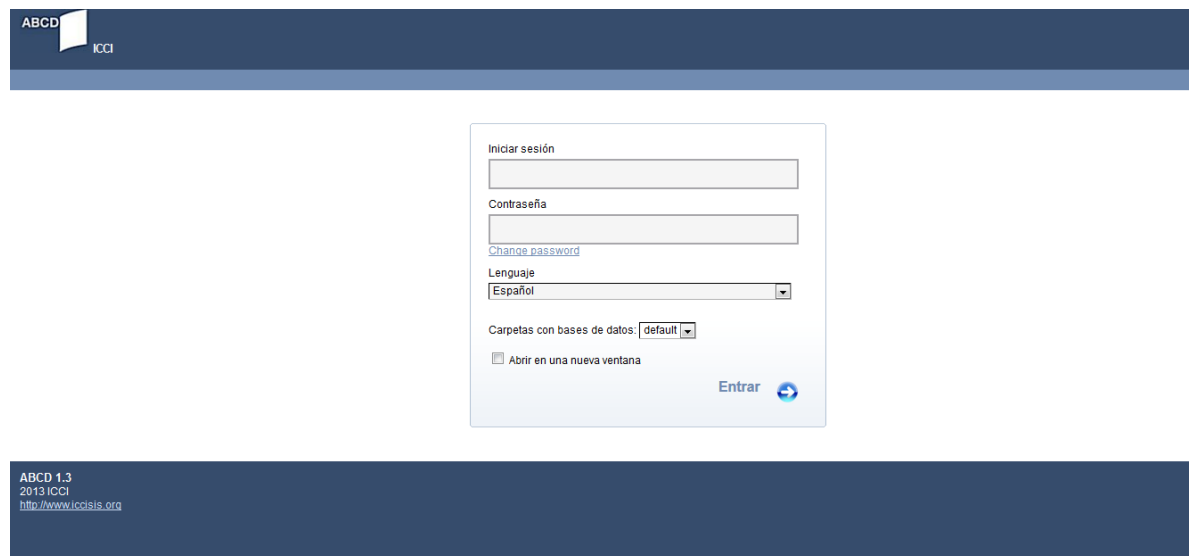 ABCD
ICCI
Iniciar sesión
Contraseña
Change password
Lenguaje
Español
Carpetas con bases de datos: default
Abrir en una nueva ventana
Entrar
ABCD 1.3
2013 ICCI
http://www.iccisis.org